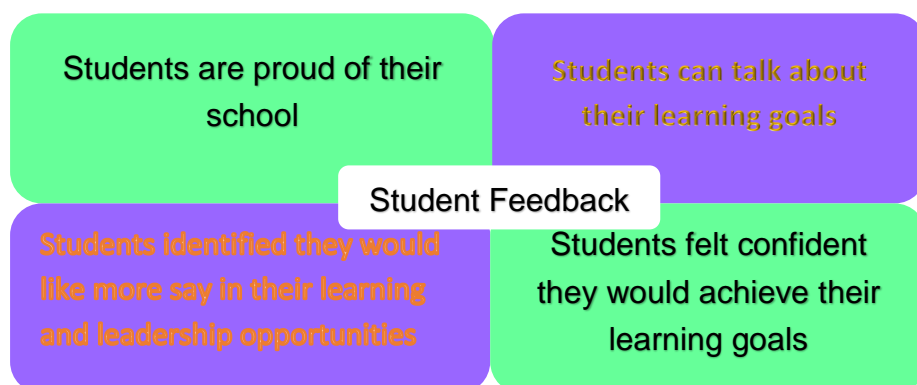 Students are proud of their
school
Students can talk about
their learning goals
Student Feedback
Students identified they would
like more say in their learning
and leadership opportunities
Students felt confident
they would achieve their
learning goals